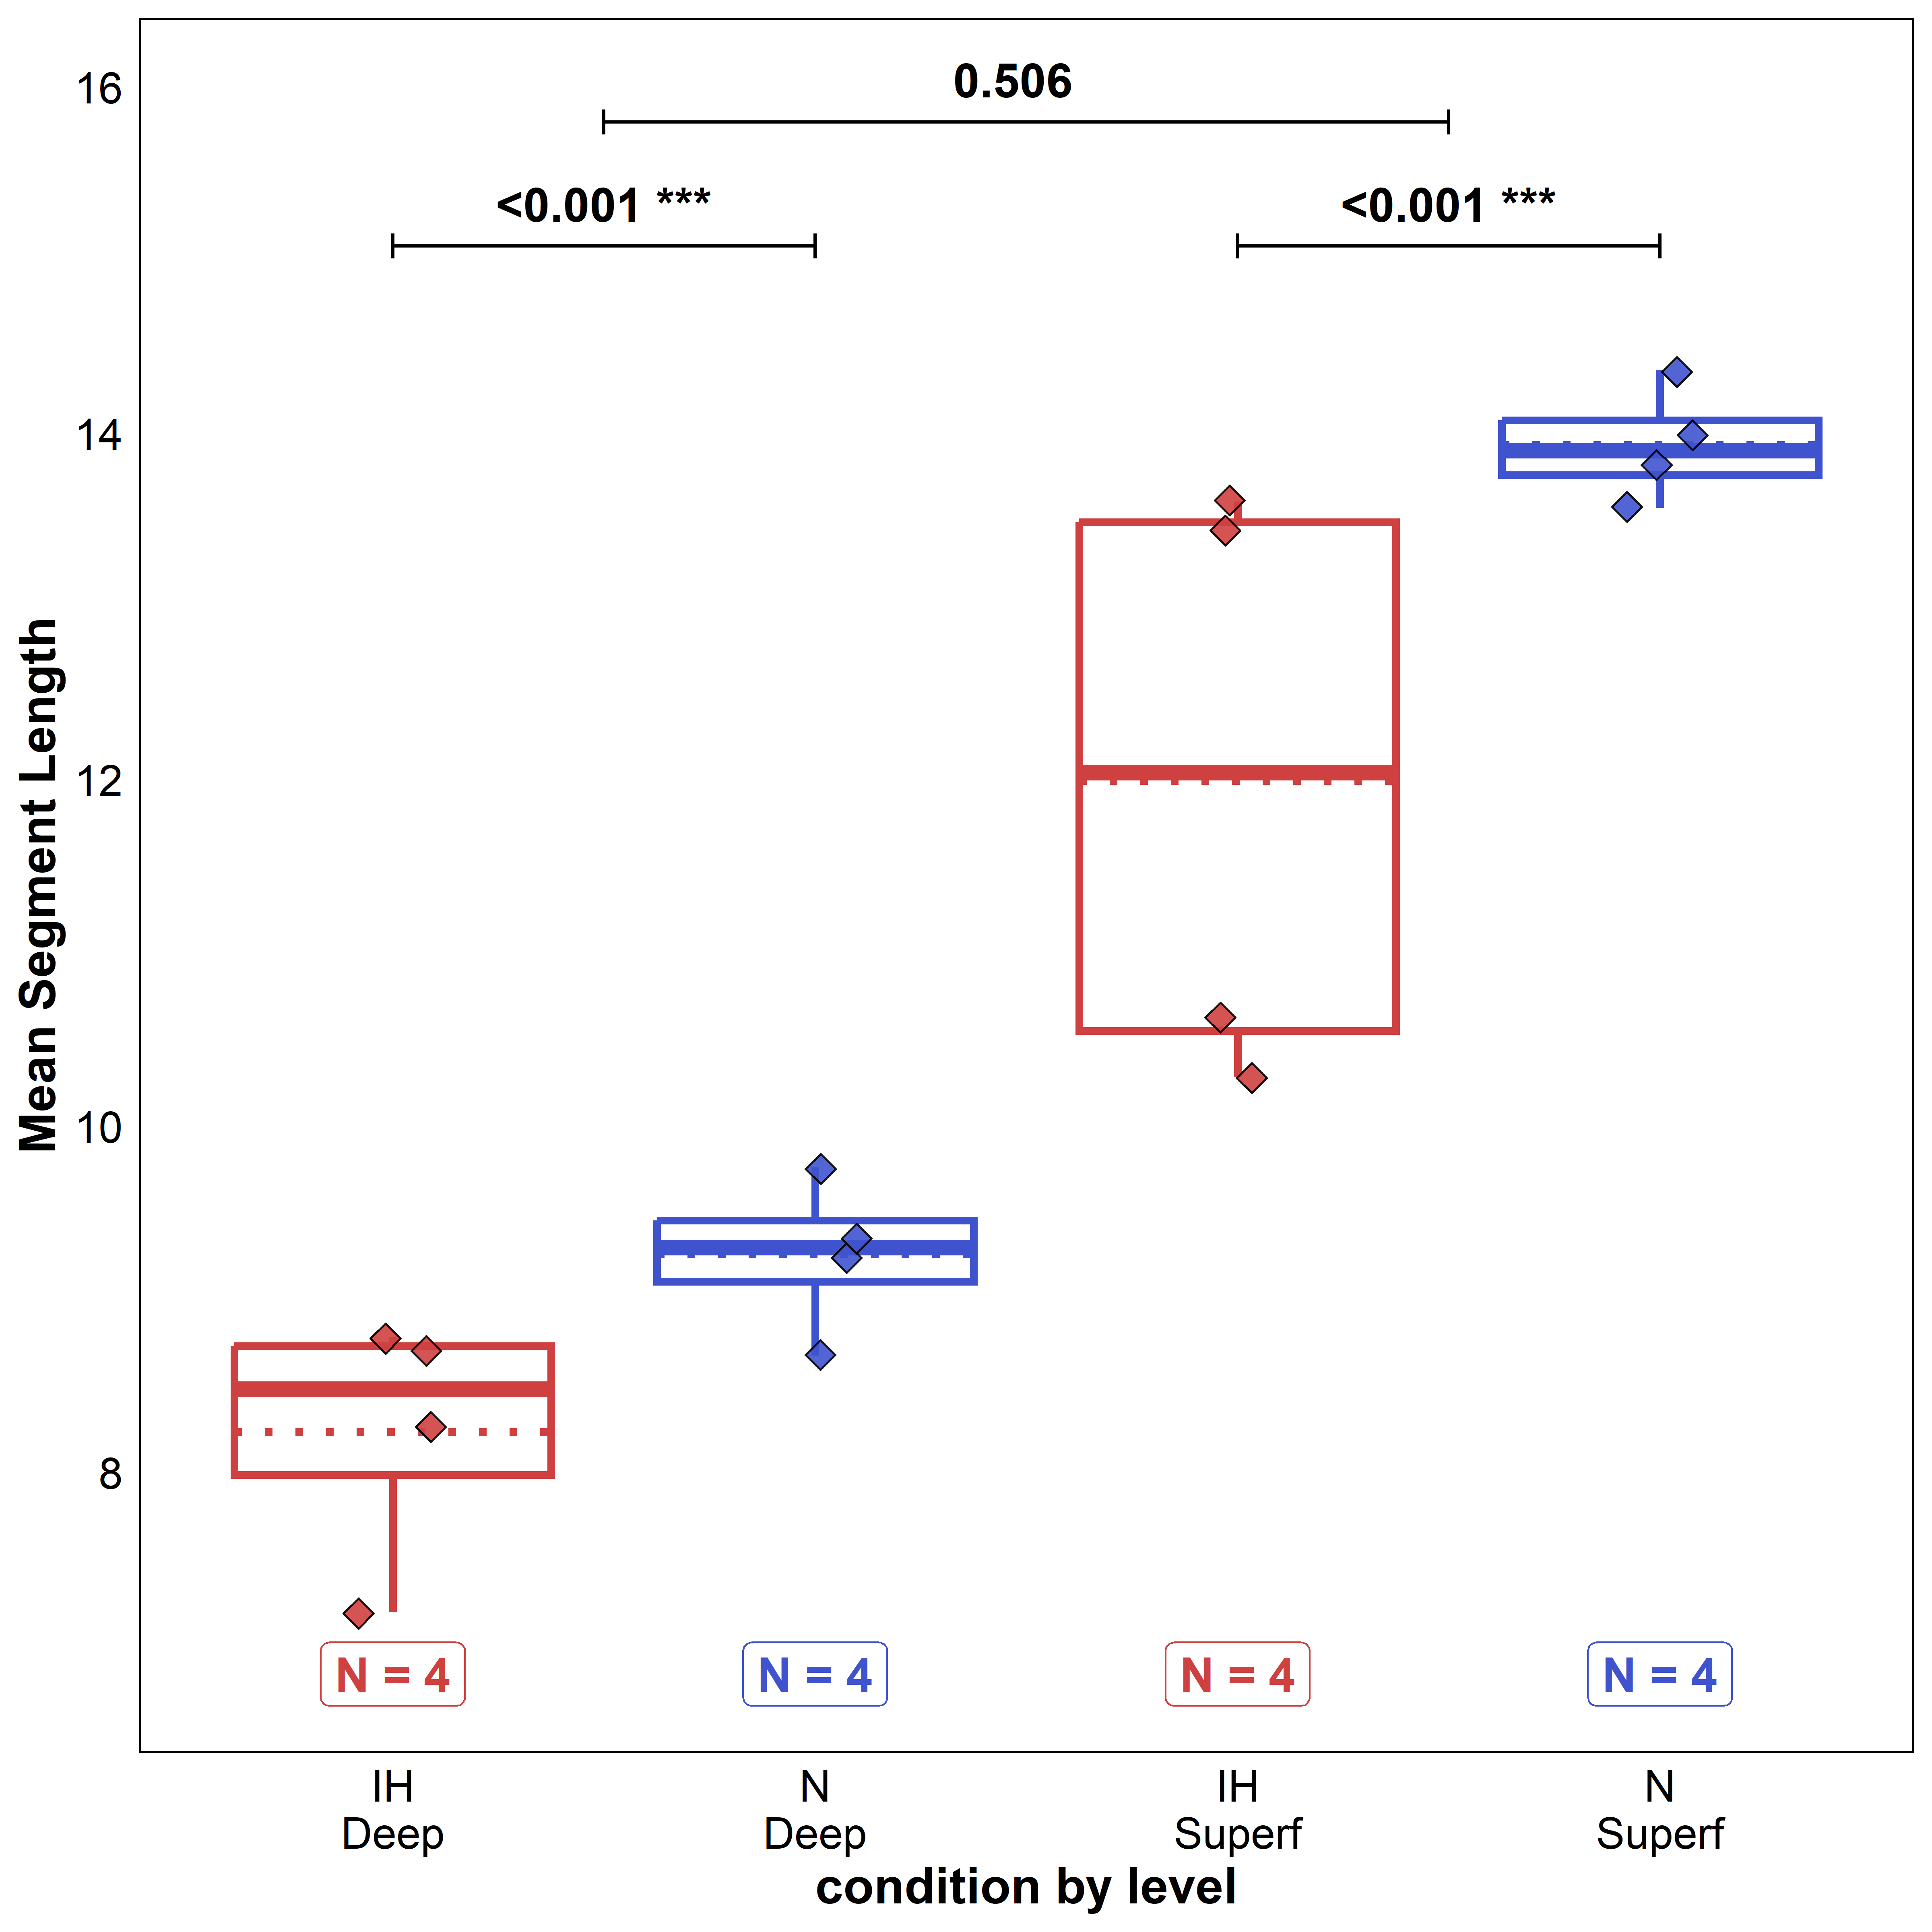 16
0.506
<0.001 ***
<0.001 ***
14
12
10
8
Mean Segment Length
N = 4
N = 4
N = 4
N = 4
IH
Deep
N
Deep
IH
Superf
N
Superf
condition by level